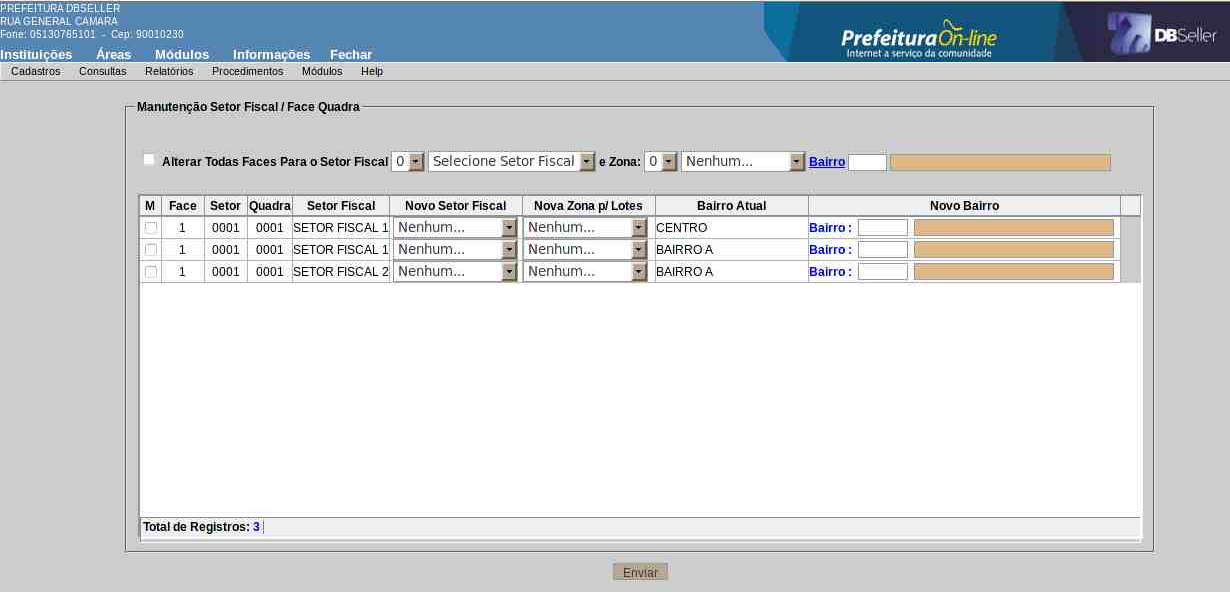 PREFEITURA DBSELLER
RUA GENERAL CAMARA
Fone: 05130765101 - Cep: 90010230
PrefeituraOn-line
Internet a serviço da comunidade
DBSeller
Instituições Áreas Módulos Informações Fechar
Cadastros Consultas Relatórios Procedimentos Módulos Help
Manutenção Setor Fiscal / Face Quadra
Alterar Todas Faces Para o Setor Fiscal 0 Selecione Setor Fiscal e Zona: 0 Nenhum... Bairro
M Face Setor Quadra Setor Fiscal Novo Setor Fiscal Nova Zona p/ Lotes Bairro Atual Novo Bairro
1 0001 0001 SETOR FISCAL 1 Nenhum... Nenhum... CENTRO Bairro :
1 0001 0001 SETOR FISCAL 1 Nenhum... Nenhum... BAIRRO A Bairro :
1 0001 0001 SETOR FISCAL 2 Nenhum... Nenhum... BAIRRO A Bairro :
Total de Registros: 3
Enviar